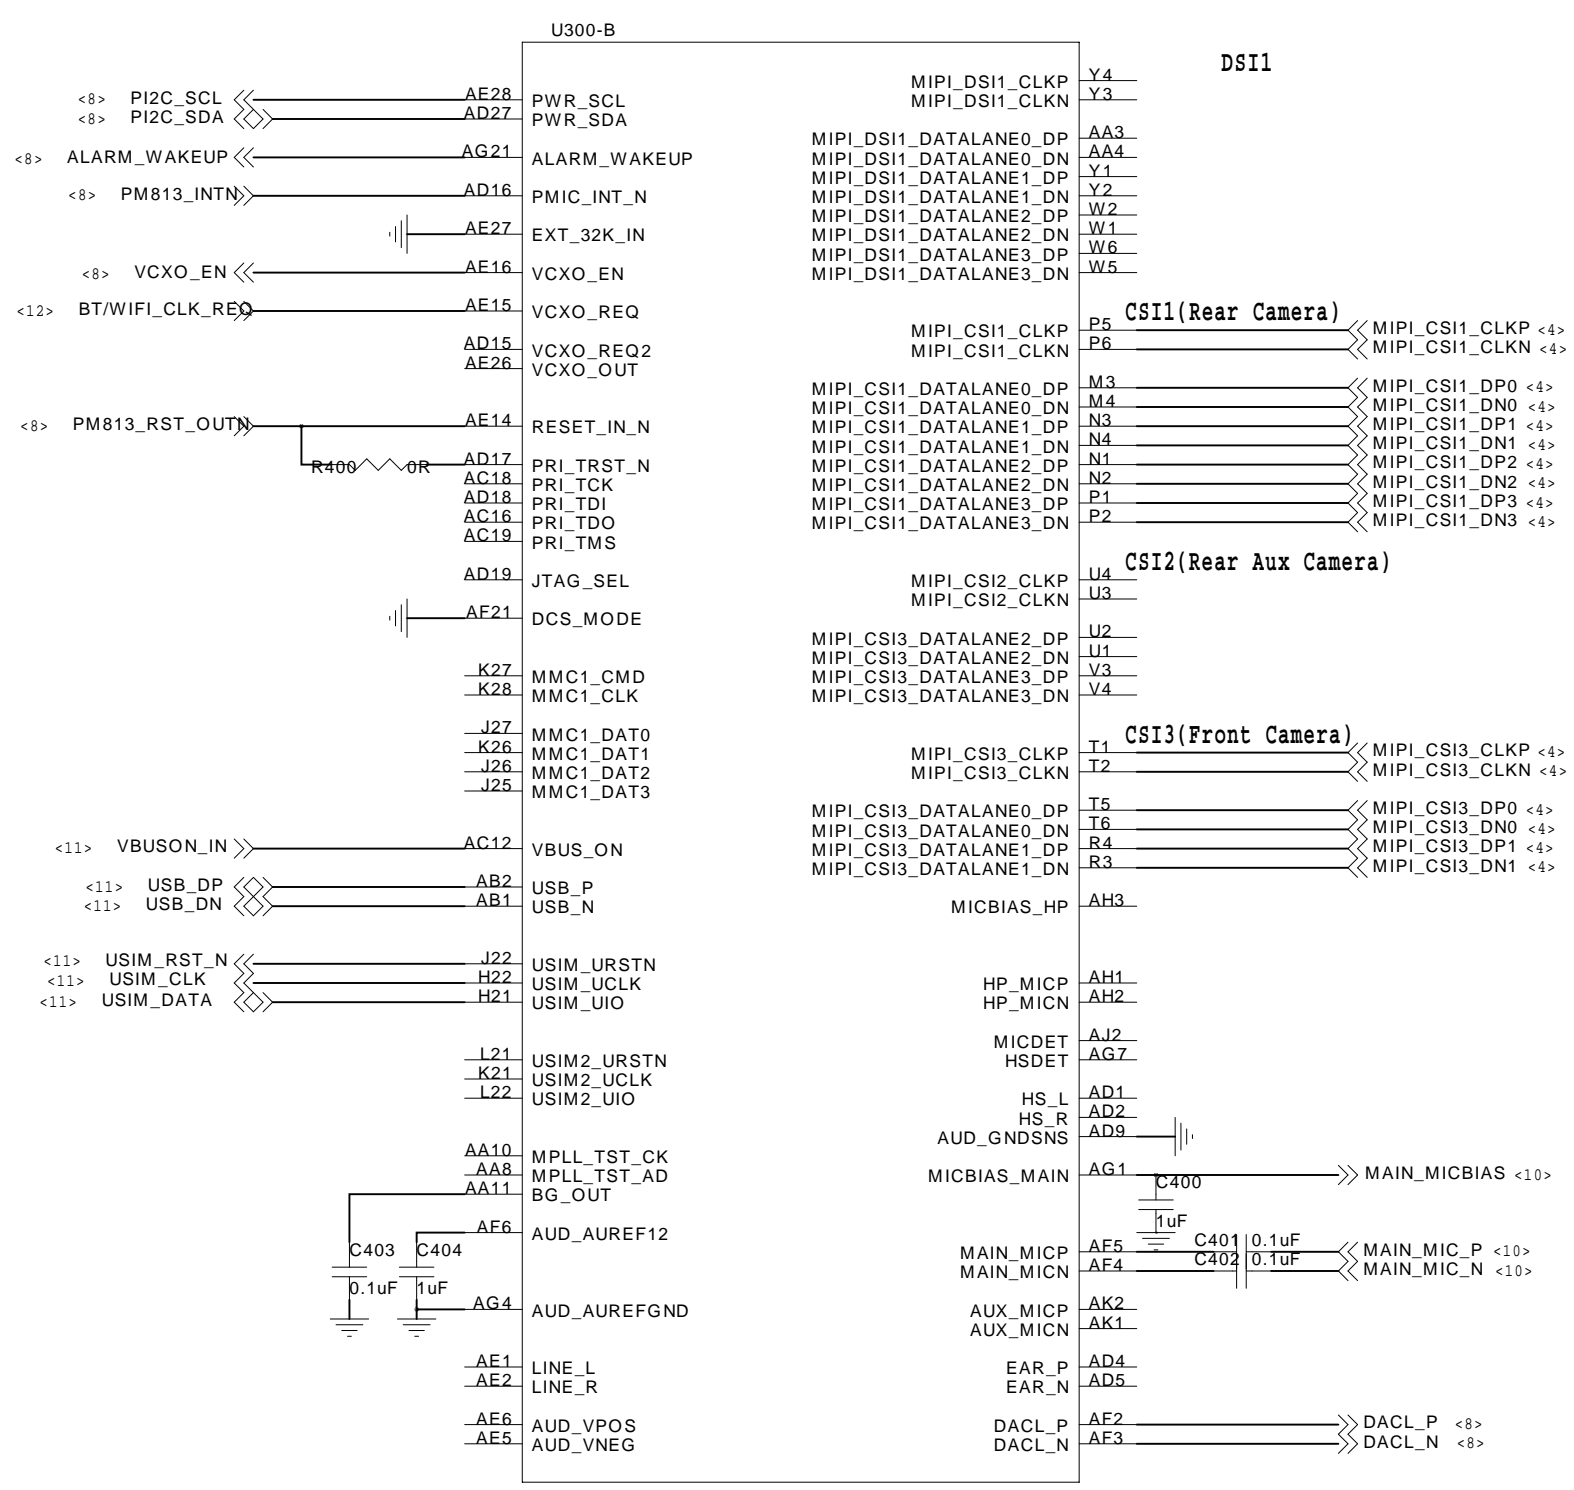 U300-B
DSI1
<8> PI2C_SCL AE28 PWR_SCL
<8> PI2C_SDA AD27 PWR_SDA
<8> ALARM_WAKEUP AG21 ALARM_WAKEUP
<8> PM813_INTN AD16 PMIC_INT_N
AE27 EXT_32K_IN
<8> VCXO_EN AE16 VCXO_EN
<12> BT/WIFI_CLK_REQ AE15 VCXO_REQ
AD15 VCXO_REQ2
AE26 VCXO_OUT
<8> PM813_RST_OUTN AE14 RESET_IN_N
R400 0R AD17 PRI_TRST_N
AC18 PRI_TCK
AD18 PRI_TDI
AC16 PRI_TDO
AC19 PRI_TMS
AD19 JTAG_SEL
AF21 DCS_MODE
K27 MMC1_CMD
K28 MMC1_CLK
J27 MMC1_DAT0
K26 MMC1_DAT1
J26 MMC1_DAT2
J25 MMC1_DAT3
<11> VBUSON_IN AC12 VBUS_ON
<11> USB_DP AB2 USB_P
<11> USB_DN AB1 USB_N
<11> USIM_RST_N J22 USIM_URSTN
<11> USIM_CLK H22 USIM_UCLK
<11> USIM_DATA H21 USIM_UIO
L21 USIM2_URSTN
K21 USIM2_UCLK
L22 USIM2_UIO
AA10 MPLL_TST_CK
AA8 MPLL_TST_AD
AA11 BG_OUT
AF6 AUD_AUREF12
C403 C404
0.1uF 1uF
AG4 AUD_AUREFGND
AE1 LINE_L
AE2 LINE_R
AE6 AUD_VPOS
AE5 AUD_VNEG
MIPI_DSI1_CLKP Y4
MIPI_DSI1_CLKN Y3
MIPI_DSI1_DATALANE0_DP AA3
MIPI_DSI1_DATALANE0_DN AA4
MIPI_DSI1_DATALANE1_DP Y1
MIPI_DSI1_DATALANE1_DN Y2
MIPI_DSI1_DATALANE2_DP W2
MIPI_DSI1_DATALANE2_DN W1
MIPI_DSI1_DATALANE3_DP W6
MIPI_DSI1_DATALANE3_DN W5
CSI1(Rear Camera)
MIPI_CSI1_CLKP P5 MIPI_CSI1_CLKP <4>
MIPI_CSI1_CLKN P6 MIPI_CSI1_CLKN <4>
MIPI_CSI1_DATALANE0_DP M3 MIPI_CSI1_DP0 <4>
MIPI_CSI1_DATALANE0_DN M4 MIPI_CSI1_DN0 <4>
MIPI_CSI1_DATALANE1_DP N3 MIPI_CSI1_DP1 <4>
MIPI_CSI1_DATALANE1_DN N4 MIPI_CSI1_DN1 <4>
MIPI_CSI1_DATALANE2_DP N1 MIPI_CSI1_DP2 <4>
MIPI_CSI1_DATALANE2_DN N2 MIPI_CSI1_DN2 <4>
MIPI_CSI1_DATALANE3_DP P1 MIPI_CSI1_DP3 <4>
MIPI_CSI1_DATALANE3_DN P2 MIPI_CSI1_DN3 <4>
CSI2(Rear Aux Camera)
MIPI_CSI2_CLKP U4
MIPI_CSI2_CLKN U3
MIPI_CSI3_DATALANE2_DP U2
MIPI_CSI3_DATALANE2_DN U1
MIPI_CSI3_DATALANE3_DP V3
MIPI_CSI3_DATALANE3_DN V4
CSI3(Front Camera)
MIPI_CSI3_CLKP T1 MIPI_CSI3_CLKP <4>
MIPI_CSI3_CLKN T2 MIPI_CSI3_CLKN <4>
MIPI_CSI3_DATALANE0_DP T5 MIPI_CSI3_DP0 <4>
MIPI_CSI3_DATALANE0_DN T6 MIPI_CSI3_DN0 <4>
MIPI_CSI3_DATALANE1_DP R4 MIPI_CSI3_DP1 <4>
MIPI_CSI3_DATALANE1_DN R3 MIPI_CSI3_DN1 <4>
MICBIAS_HP AH3
HP_MICP AH1
HP_MICN AH2
MICDET AJ2
HSDET AG7
HS_L AD1
HS_R AD2
AUD_GNDSNS AD9
MICBIAS_MAIN AG1 MAIN_MICBIAS <10>
C400
1uF
MAIN_MICP AF5 C401 0.1uF MAIN_MIC_P <10>
MAIN_MICN AF4 C402 0.1uF MAIN_MIC_N <10>
AUX_MICP AK2
AUX_MICN AK1
EAR_P AD4
EAR_N AD5
DACL_P AF2 DACL_P <8>
DACL_N AF3 DACL_N <8>